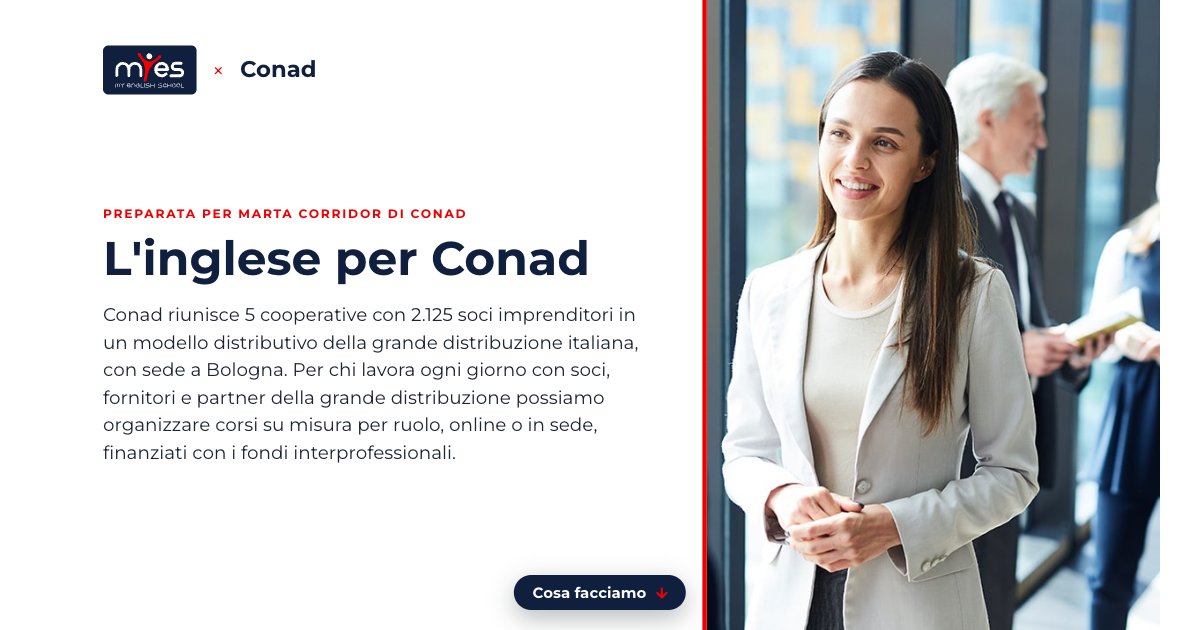 myes
MY ENGLISH SCHOOL
× Conad
PREPARATA PER MARTA CORRIDOR DI CONAD
L'inglese per Conad
Conad riunisce 5 cooperative con 2.125 soci imprenditori in
un modello distributivo della grande distribuzione italiana,
con sede a Bologna. Per chi lavora ogni giorno con soci,
fornitori e partner della grande distribuzione possiamo
organizzare corsi su misura per ruolo, online o in sede,
finanziati con i fondi interprofessionali.
Cosa facciamo ↓